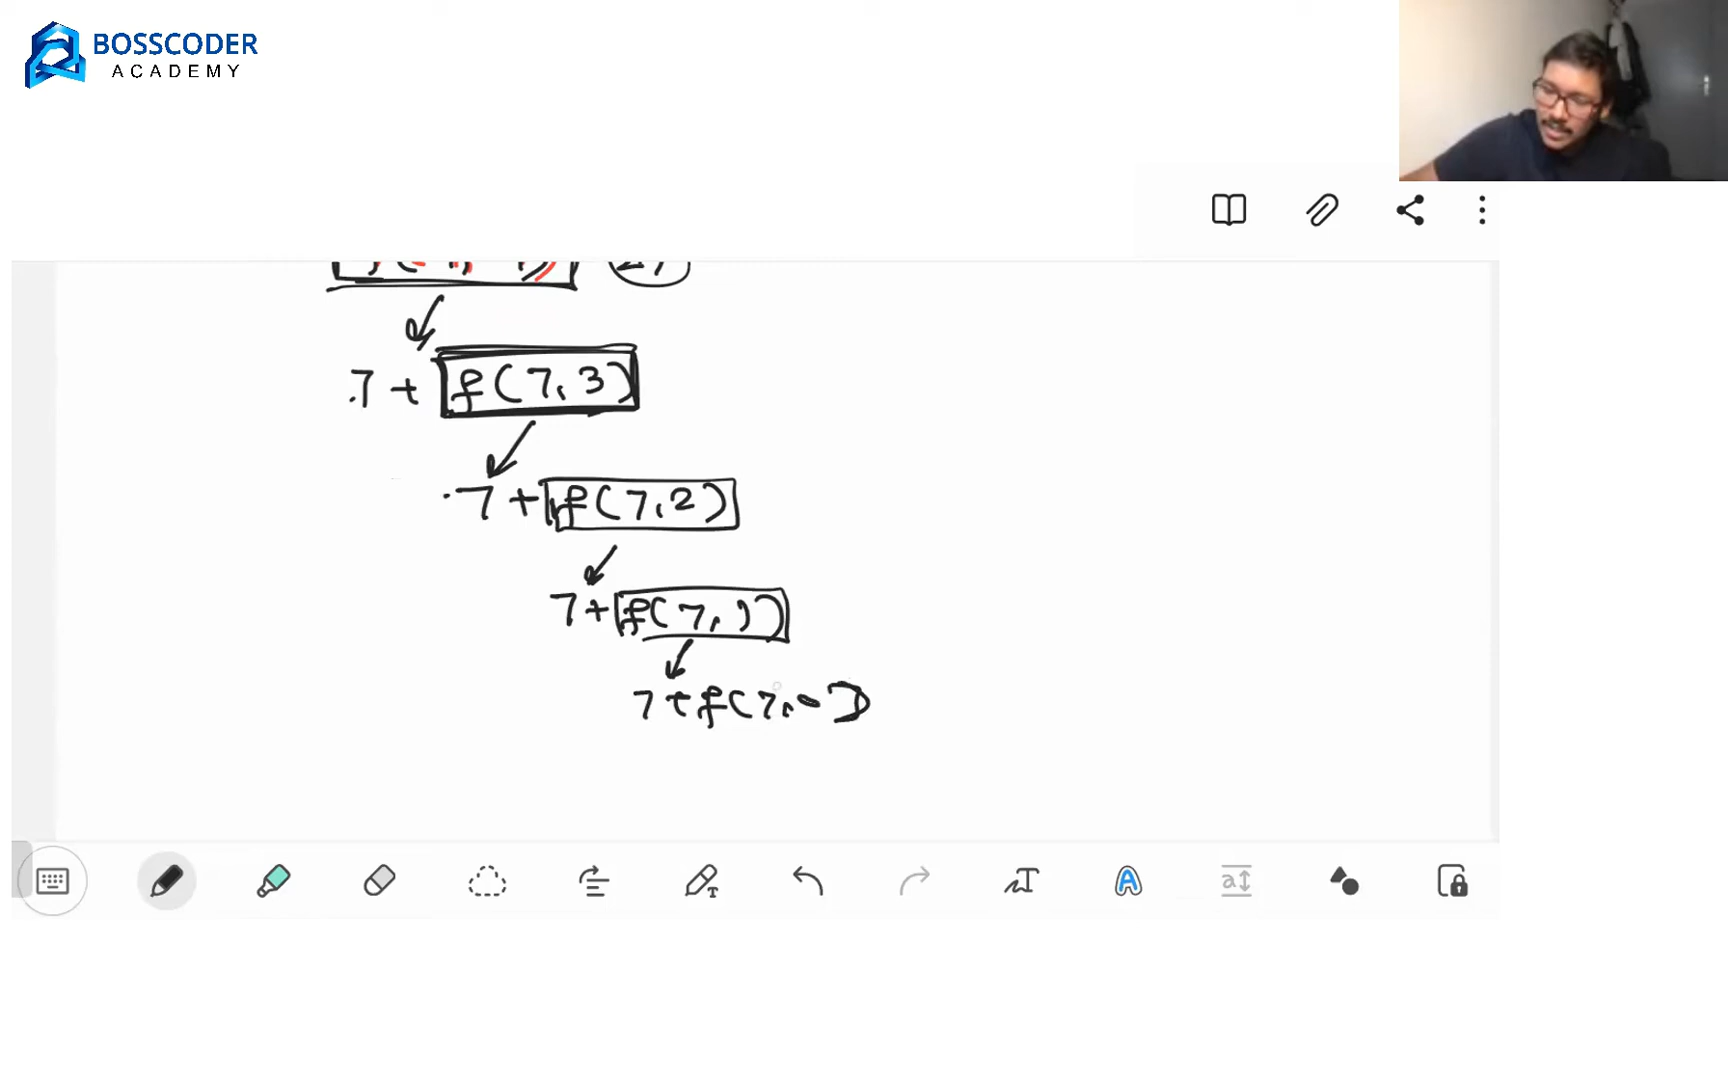 BOSSCODER
ACADEMY
7 + f(7, 3)
7 + f(7, 2)
7 + f(7, 1)
7 + f(7, 0)
T
T
A
a